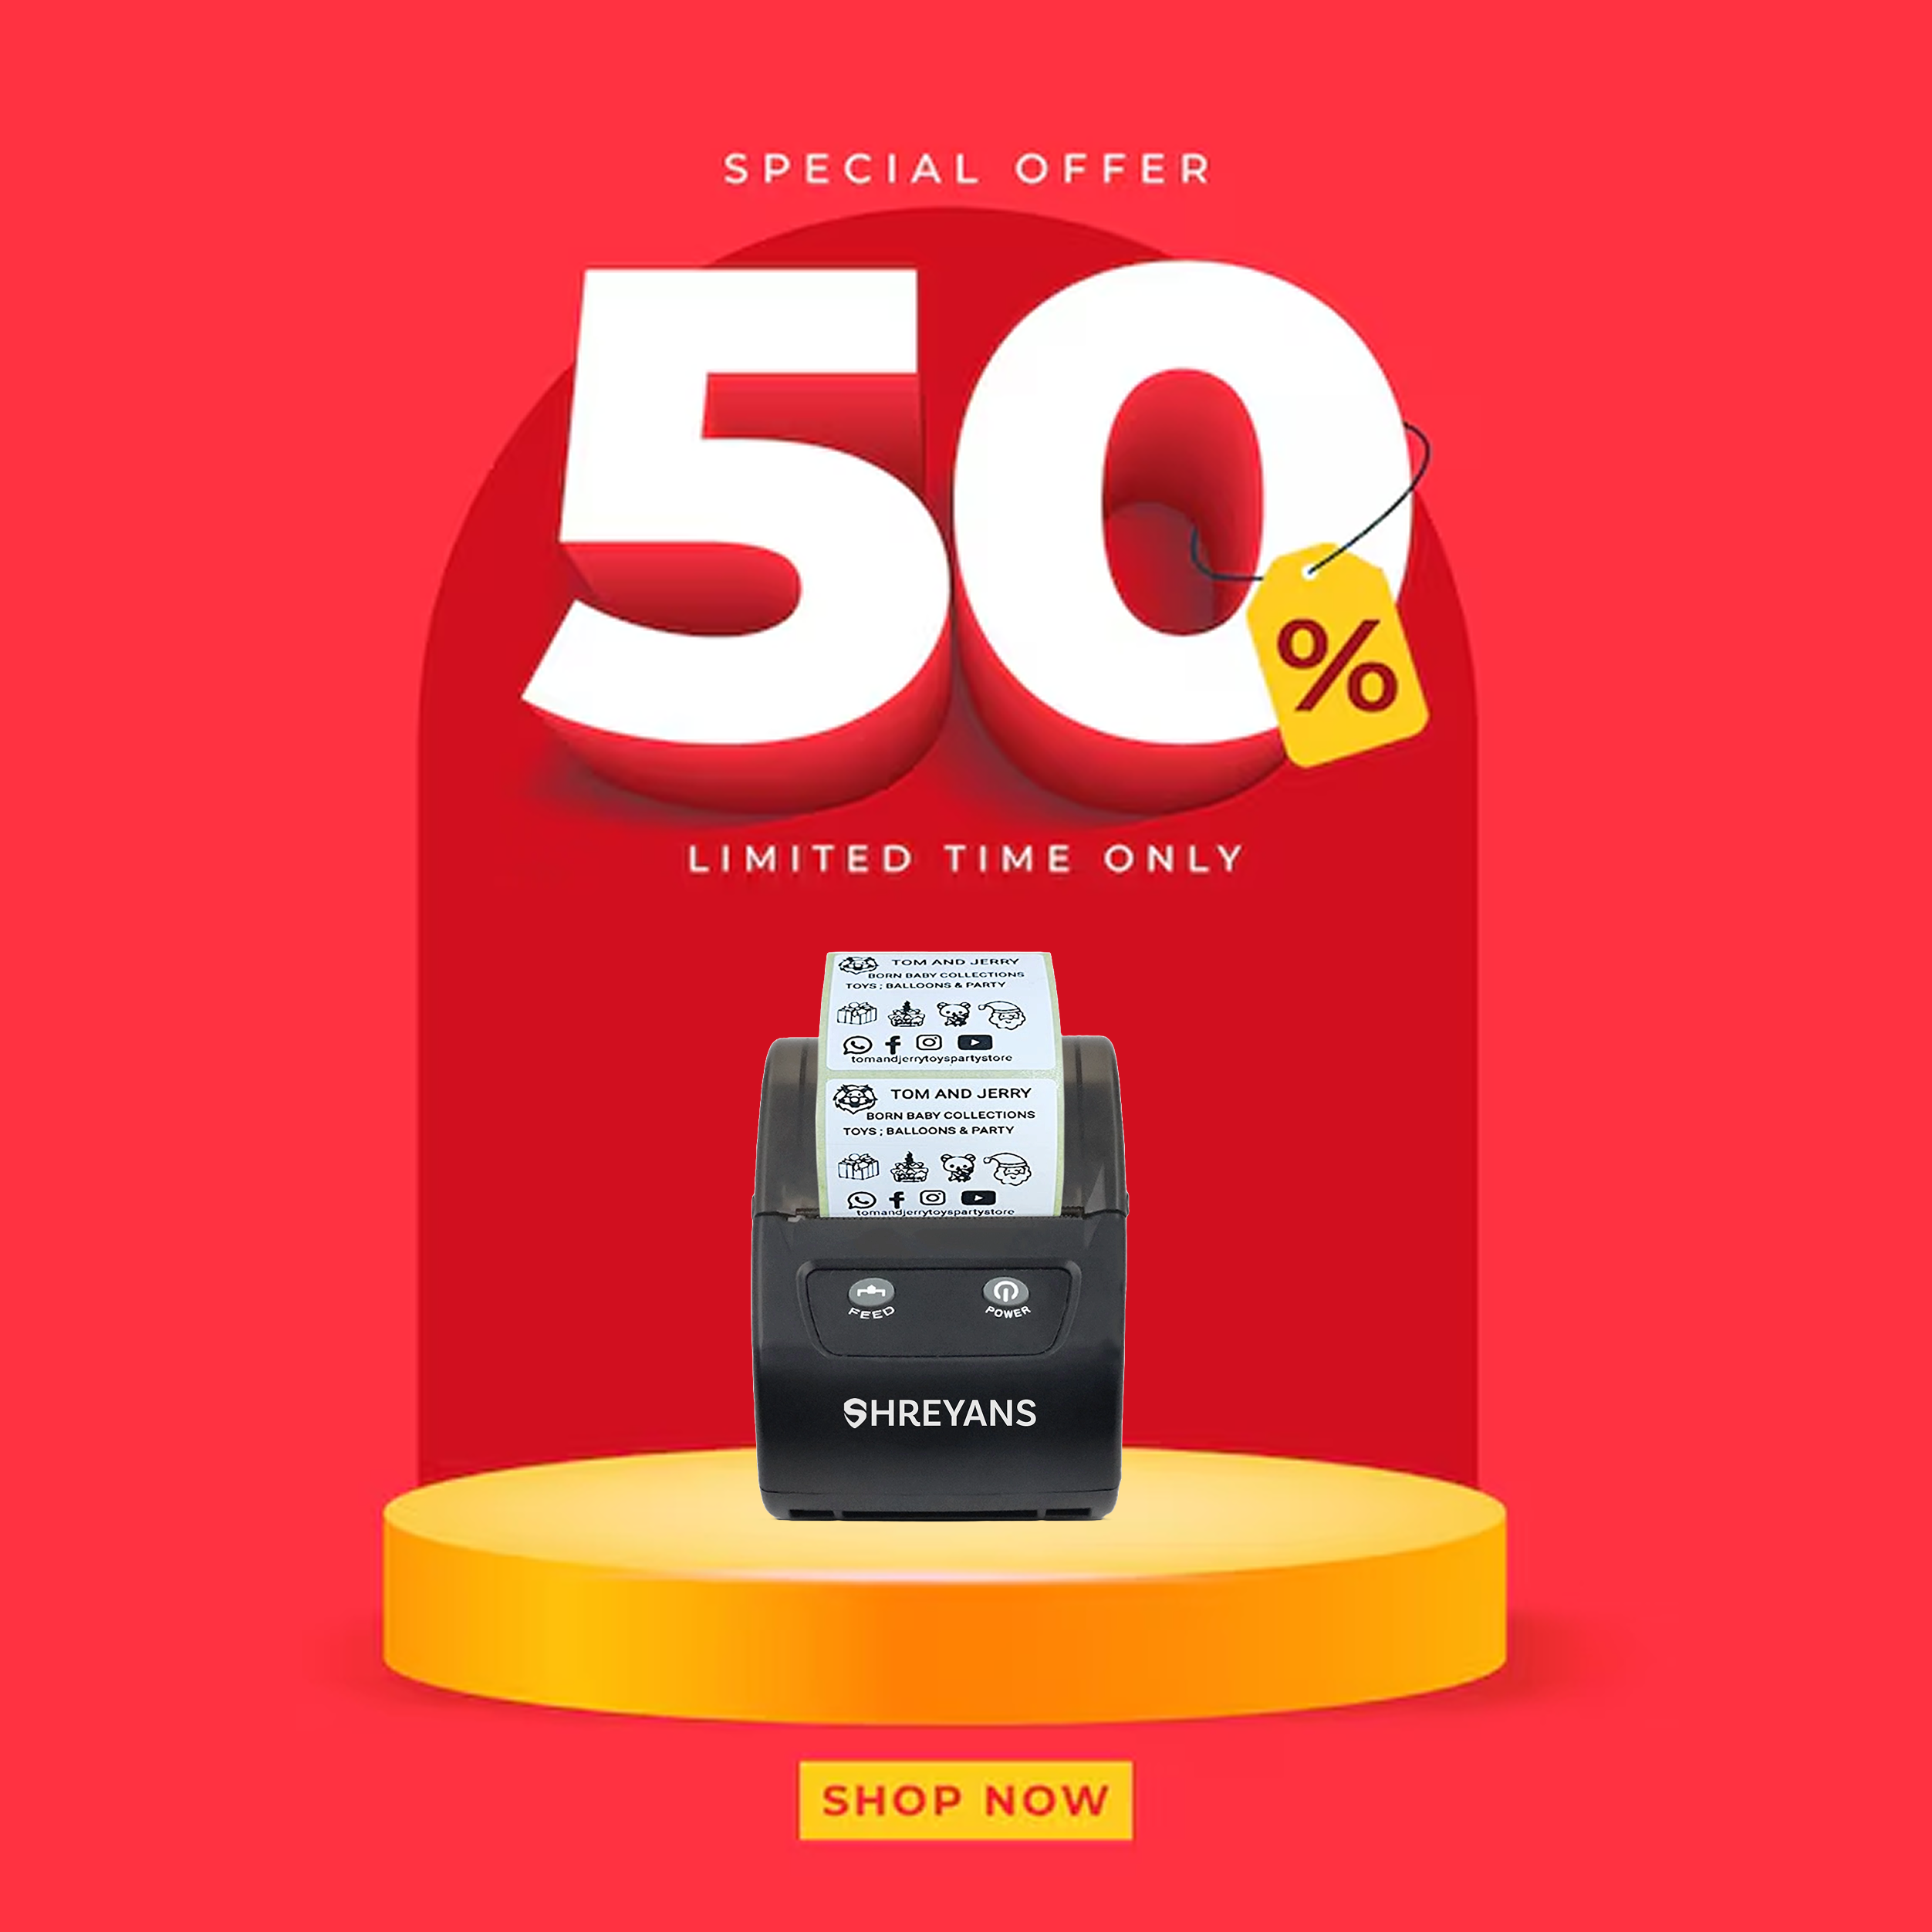 SPECIAL OFFER
50
%
LIMITED TIME ONLY
TOM AND JERRY
BORN BABY COLLECTIONS
TOYS ; BALLOONS & PARTY
tomandjerrytoyspartystore
TOM AND JERRY
BORN BABY COLLECTIONS
TOYS ; BALLOONS & PARTY
tomandjerrytoyspartystore
FEED
POWER
SHREYANS
SHOP NOW